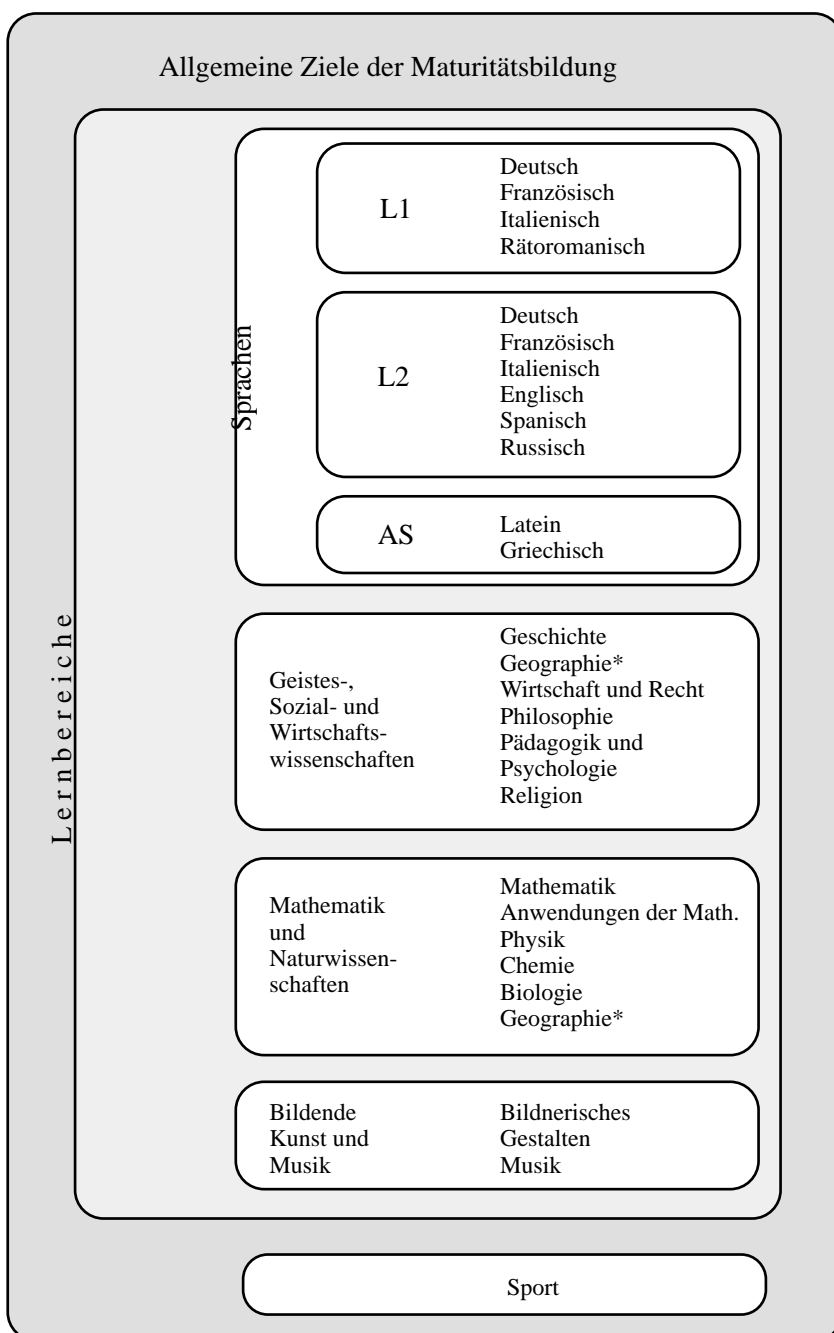 Allgemeine Ziele der Maturitätsbildung
Lernbereiche
Sprachen
L1
Deutsch
Französisch
Italienisch
Rätoromanisch
L2
Deutsch
Französisch
Italienisch
Englisch
Spanisch
Russisch
AS
Latein
Griechisch
Geistes-,
Sozial- und
Wirtschafts-
wissenschaften
Geschichte
Geographie*
Wirtschaft und Recht
Philosophie
Pädagogik und
Psychologie
Religion
Mathematik
und
Naturwissen-
schaften
Mathematik
Anwendungen der Math.
Physik
Chemie
Biologie
Geographie*
Bildende
Kunst und
Musik
Bildnerisches
Gestalten
Musik
Sport